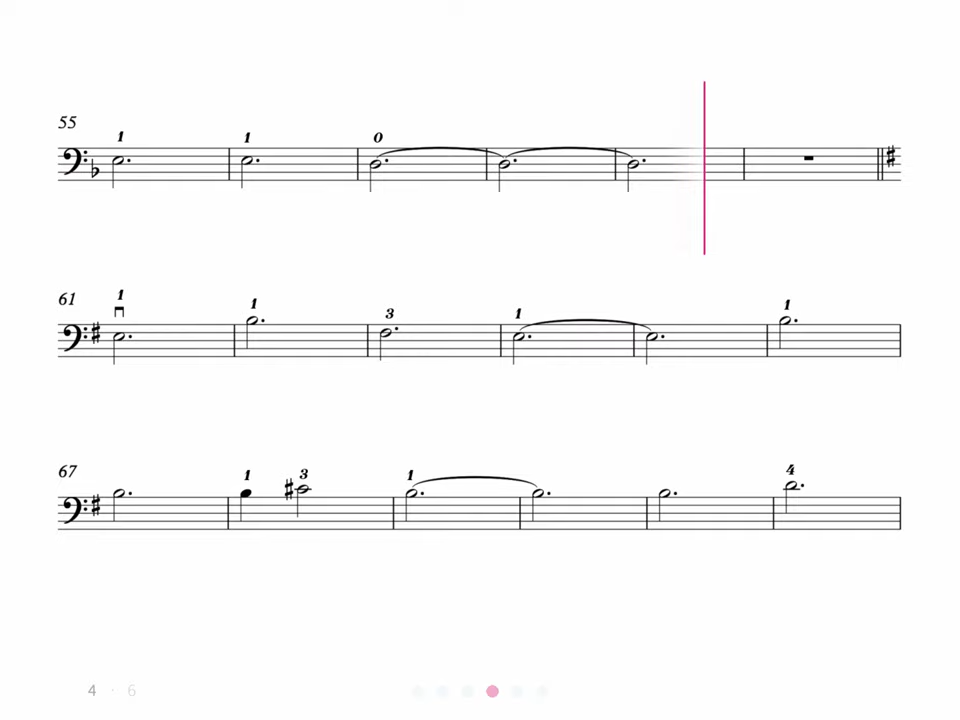 55
1 1 0
61
1 1 3 1 1
67
1 3 1 4
4 · 6